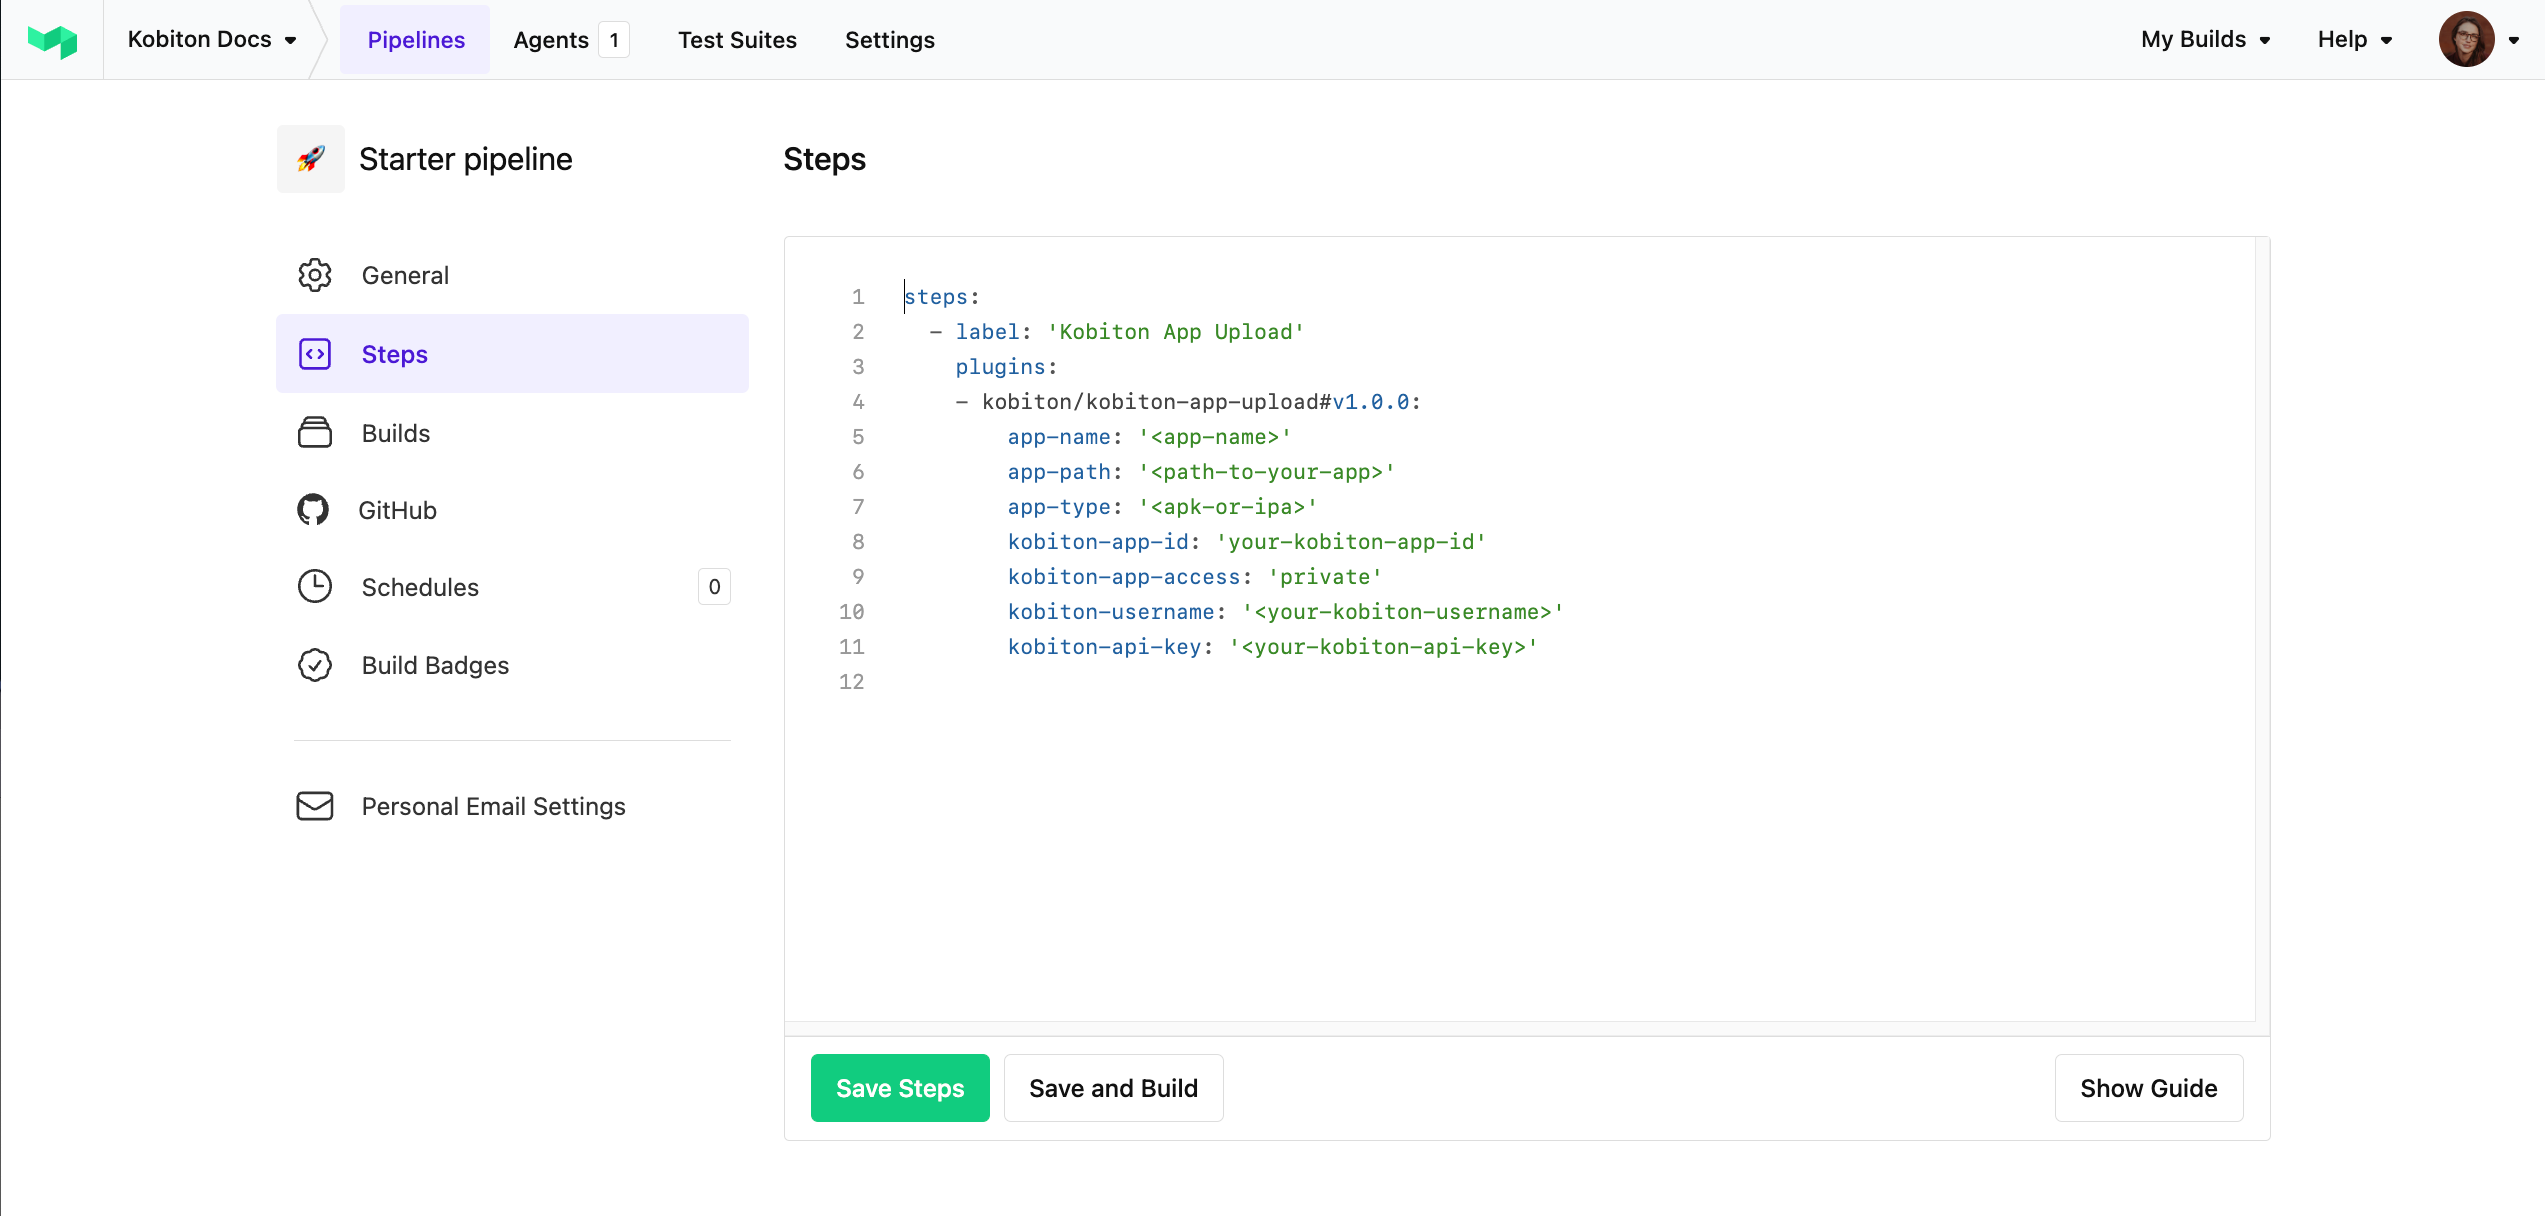 Kobiton Docs Pipelines Agents 1 Test Suites Settings My Builds Help
Starter pipeline
General
Steps
Builds
GitHub
Schedules 0
Build Badges
Personal Email Settings
Steps
1 steps:
2 - label: 'Kobiton App Upload'
3 plugins:
4 - kobiton/kobiton-app-upload#v1.0.0:
5 app-name: '<app-name>'
6 app-path: '<path-to-your-app>'
7 app-type: '<apk-or-ipa>'
8 kobiton-app-id: 'your-kobiton-app-id'
9 kobiton-app-access: 'private'
10 kobiton-username: '<your-kobiton-username>'
11 kobiton-api-key: '<your-kobiton-api-key>'
12
Save Steps Save and Build Show Guide